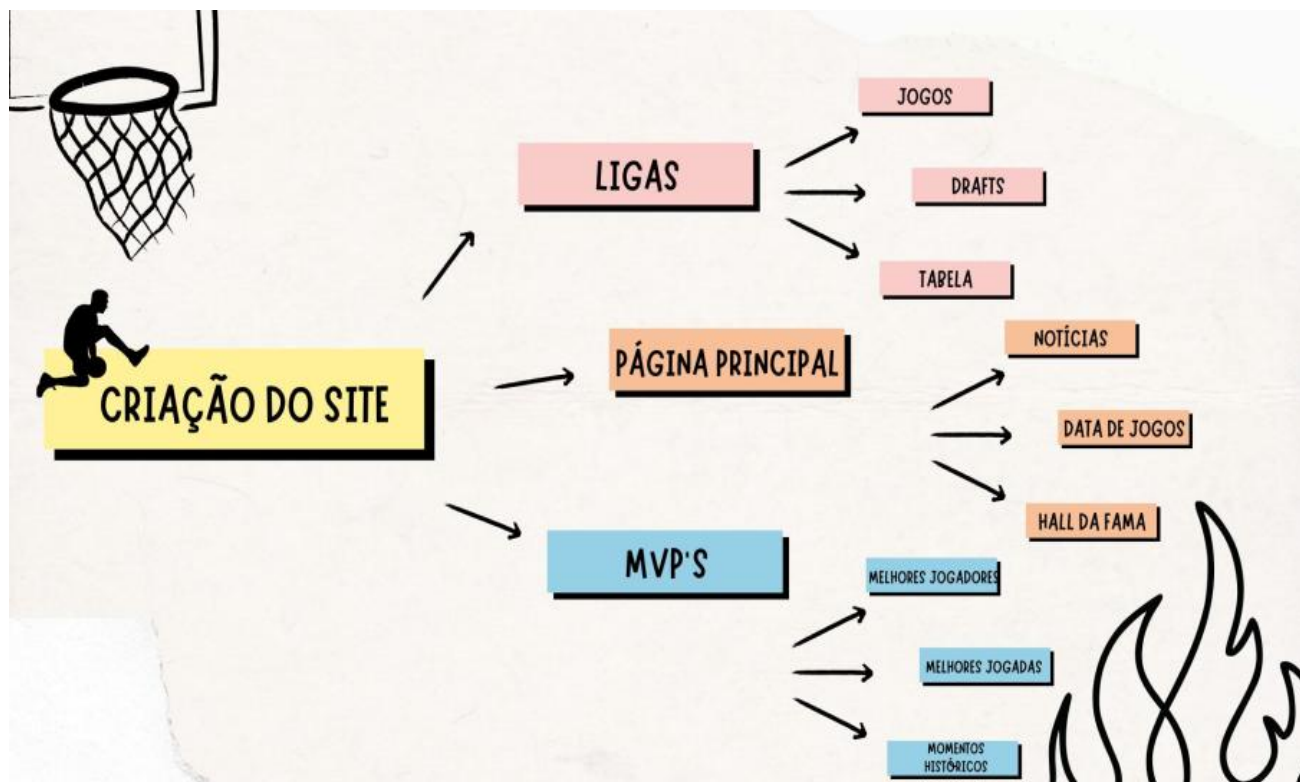 CRIAÇÃO DO SITE
LIGAS
JOGOS
DRAFTS
TABELA
PÁGINA PRINCIPAL
NOTÍCIAS
DATA DE JOGOS
HALL DA FAMA
MVP'S
MELHORES JOGADORES
MELHORES JOGADAS
MOMENTOS
HISTÓRICOS